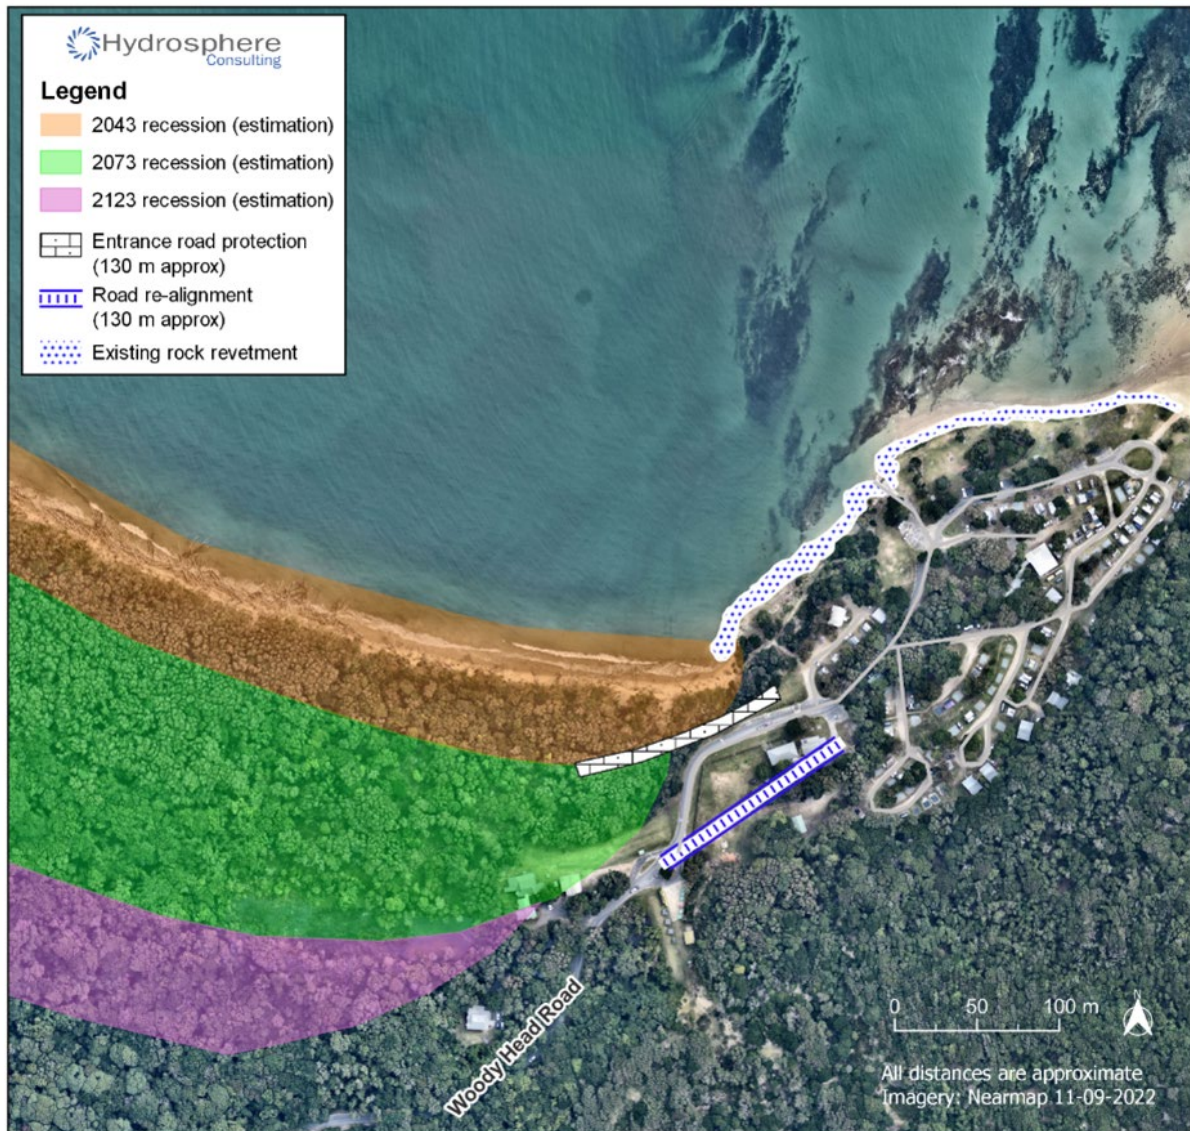 Hydrosphere
Consulting
Legend
2043 recession (estimation)
2073 recession (estimation)
2123 recession (estimation)
Entrance road protection
(130 m approx)
Road re-alignment
(130 m approx)
Existing rock revetment
Woody Head Road
0 50 100 m
N
All distances are approximate
Imagery: Nearmap 11-09-2022